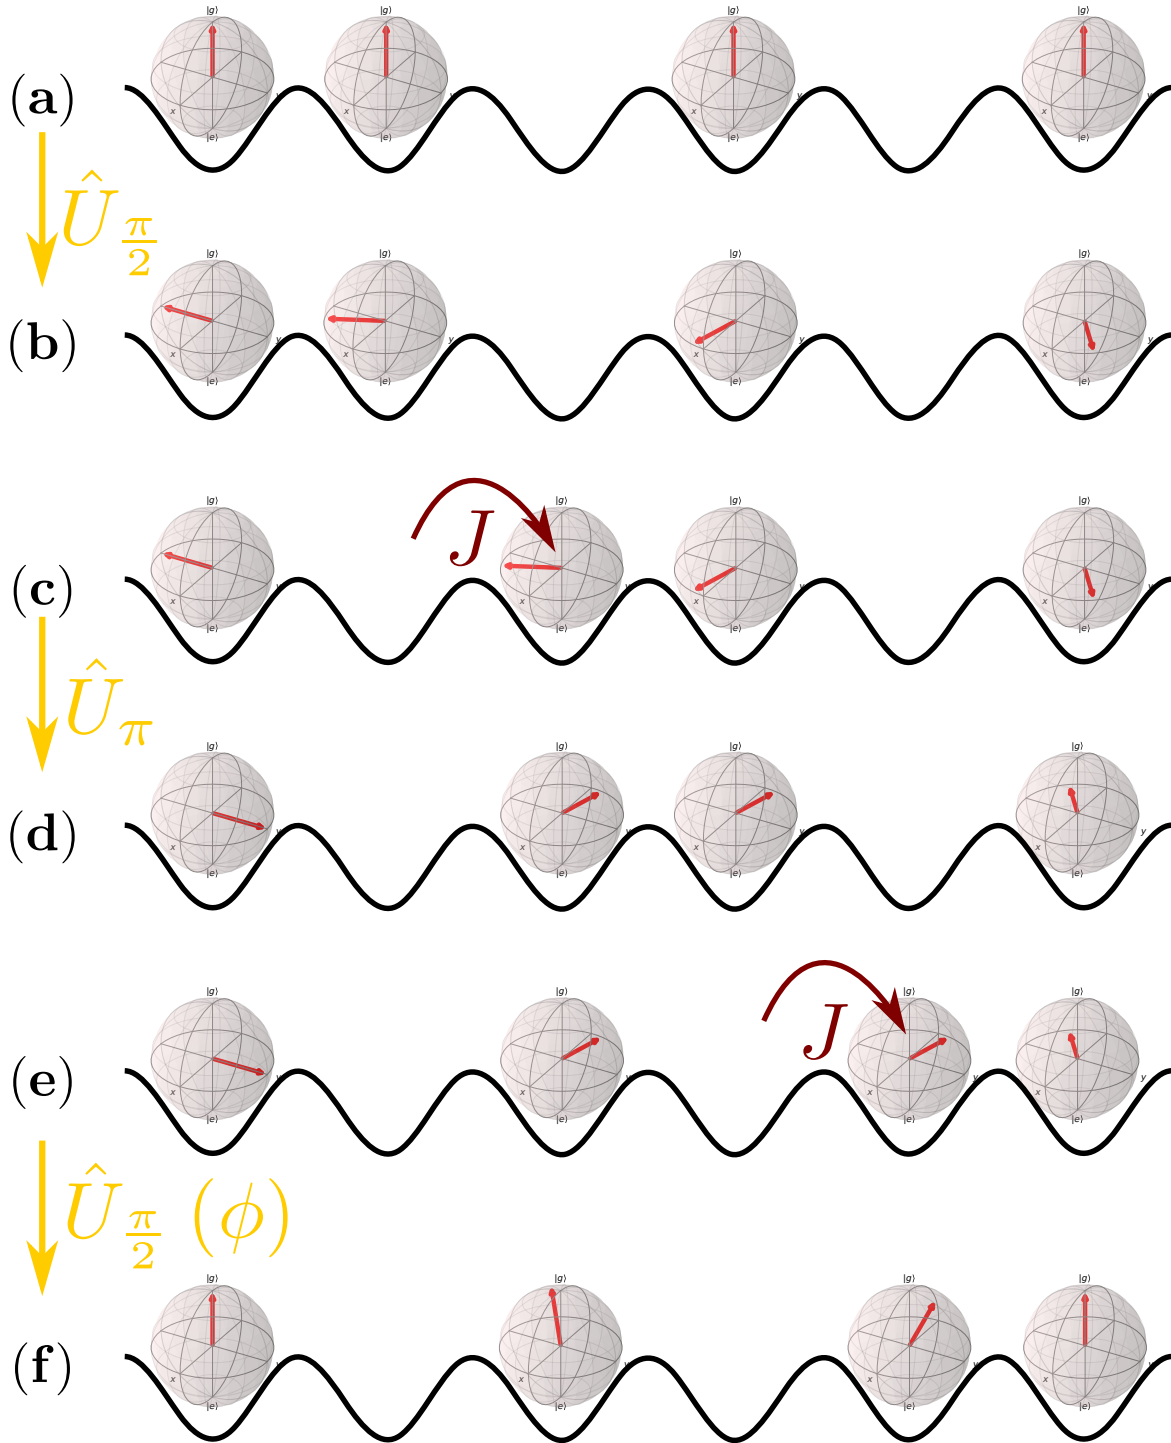 |g⟩ |g⟩ |g⟩ |g⟩
(a)
x y x y x y x y
|e⟩ |e⟩ |e⟩ |e⟩
Û π/2
|g⟩ |g⟩ |g⟩ |g⟩
(b)
x y x y x y x y
|e⟩ |e⟩ |e⟩ |e⟩
|g⟩ |g⟩ |g⟩ |g⟩
J
(c)
x y x y x y x y
|e⟩ |e⟩ |e⟩ |e⟩
Û π
|g⟩ |g⟩ |g⟩ |g⟩
(d)
x y x y x y x y
|e⟩ |e⟩ |e⟩ |e⟩
|g⟩ |g⟩ |g⟩ |g⟩
J
(e)
x y x y x y x y
|e⟩ |e⟩ |e⟩ |e⟩
Û π/2 (ϕ)
|g⟩ |g⟩ |g⟩ |g⟩
(f)
x y x y x y x y
|e⟩ |e⟩ |e⟩ |e⟩